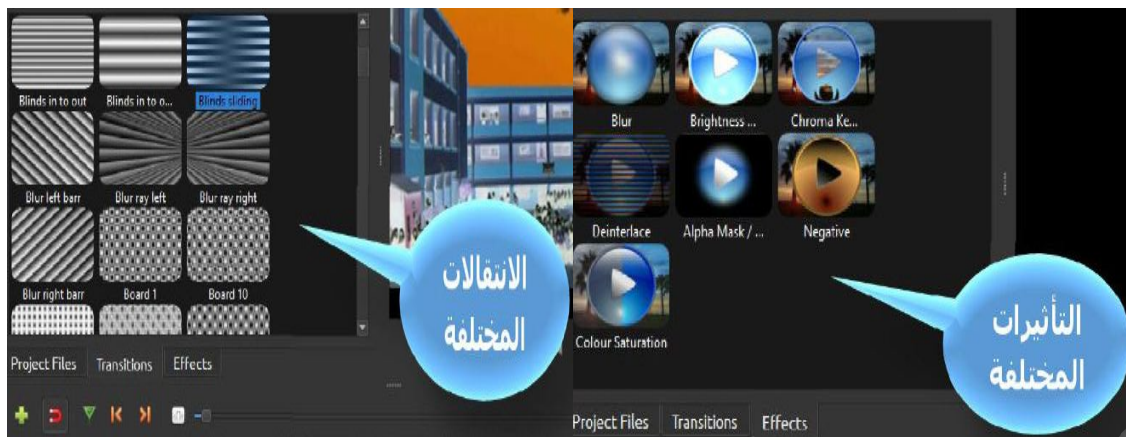 Blinds in to out
Blinds in to o...
Blinds sliding
Blur left barr
Blur ray left
Blur ray right
Blur right barr
Board 1
Board 10
الانتقالات
المختلفة
Project Files
Transitions
Effects
Blur
Brightness ...
Chroma Ke...
Deinterlace
Alpha Mask / ...
Negative
Colour Saturation
التأثيرات
المختلفة
Project Files
Transitions
Effects